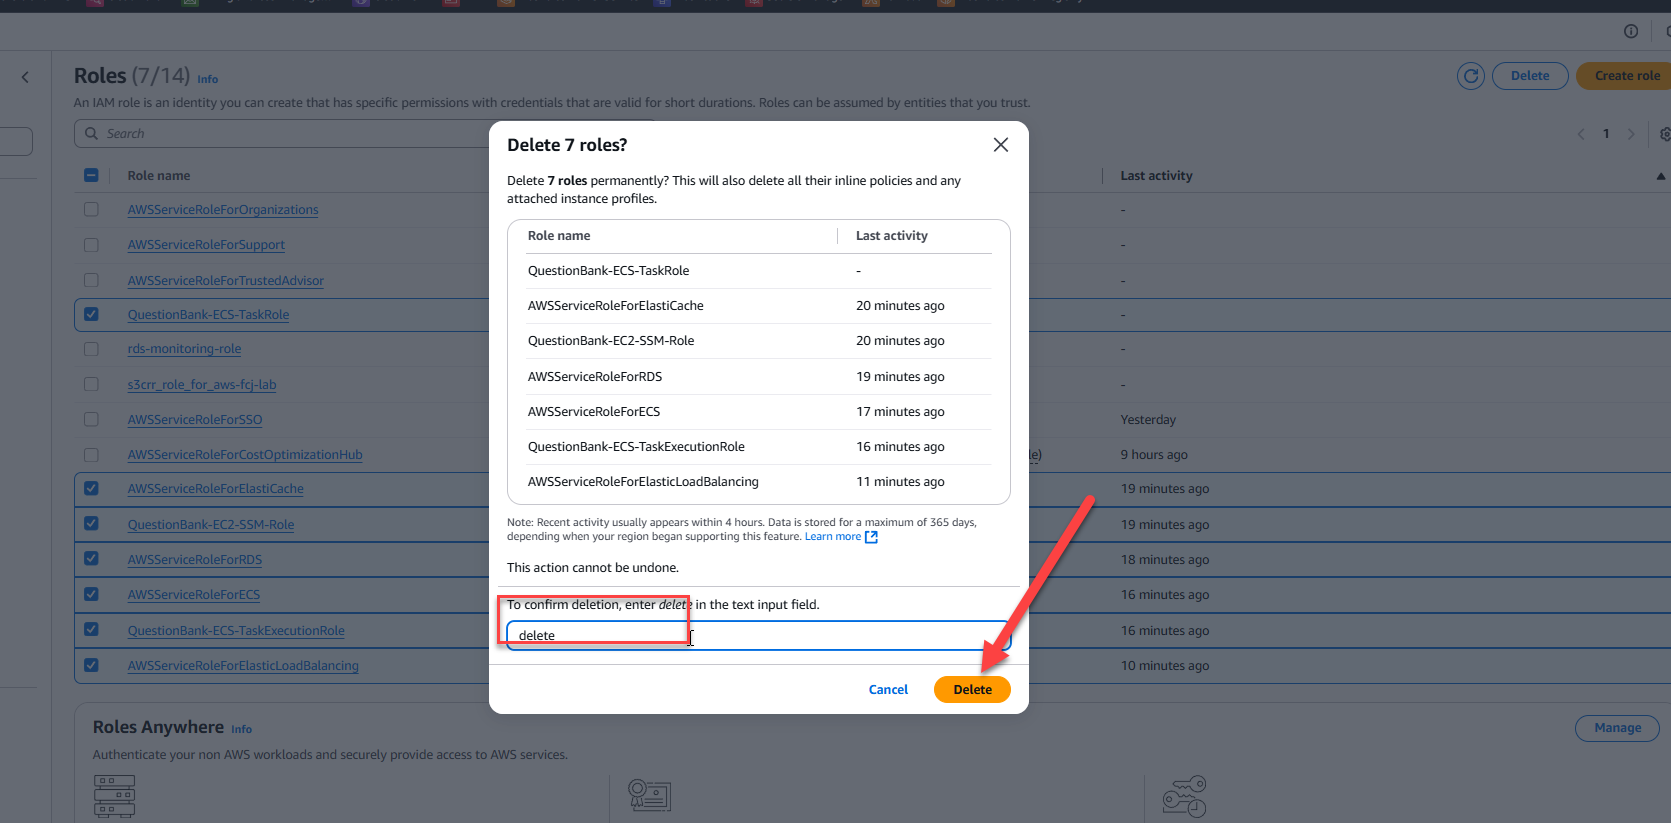 Roles (7/14) Info
Delete
Create role
An IAM role is an identity you can create that has specific permissions with credentials that are valid for short durations. Roles can be assumed by entities that you trust.
Search
1
Role name
Last activity
AWSServiceRoleForOrganizations
-
AWSServiceRoleForSupport
-
AWSServiceRoleForTrustedAdvisor
-
QuestionBank-ECS-TaskRole
-
rds-monitoring-role
-
s3crr_role_for_aws-fcj-lab
-
AWSServiceRoleForSSO
Yesterday
AWSServiceRoleForCostOptimizationHub
9 hours ago
AWSServiceRoleForElastiCache
19 minutes ago
QuestionBank-EC2-SSM-Role
19 minutes ago
AWSServiceRoleForRDS
18 minutes ago
AWSServiceRoleForECS
16 minutes ago
QuestionBank-ECS-TaskExecutionRole
16 minutes ago
AWSServiceRoleForElasticLoadBalancing
10 minutes ago
Delete 7 roles?
Delete 7 roles permanently? This will also delete all their inline policies and any
attached instance profiles.
Role name
Last activity
QuestionBank-ECS-TaskRole
-
AWSServiceRoleForElastiCache
20 minutes ago
QuestionBank-EC2-SSM-Role
20 minutes ago
AWSServiceRoleForRDS
19 minutes ago
AWSServiceRoleForECS
17 minutes ago
QuestionBank-ECS-TaskExecutionRole
16 minutes ago
AWSServiceRoleForElasticLoadBalancing
11 minutes ago
Note: Recent activity usually appears within 4 hours. Data is stored for a maximum of 365 days,
depending when your region began supporting this feature. Learn more
This action cannot be undone.
To confirm deletion, enter delete in the text input field.
delete
Cancel
Delete
Roles Anywhere Info
Manage
Authenticate your non AWS workloads and securely provide access to AWS services.